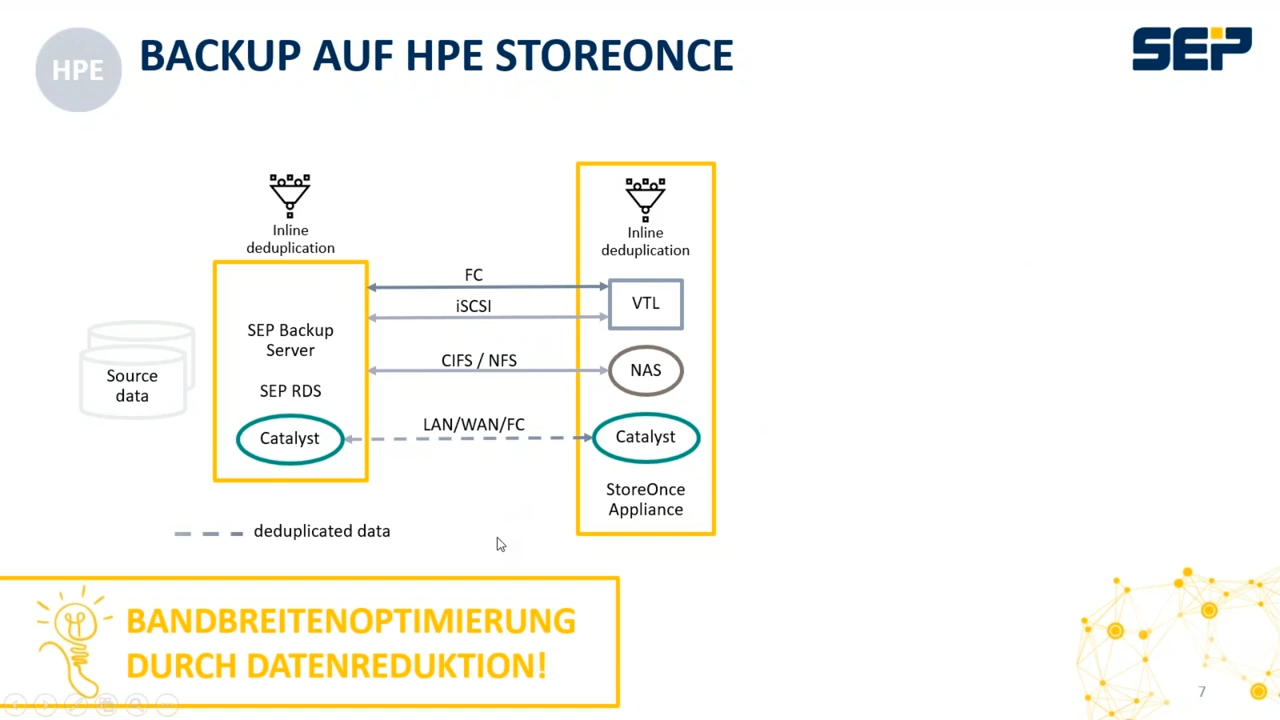 HPE
BACKUP AUF HPE STOREONCE
SEP
Inline
deduplication
Inline
deduplication
FC
iSCSI
VTL
SEP Backup
Server
CIFS / NFS
NAS
Source
data
SEP RDS
LAN/WAN/FC
Catalyst
Catalyst
StoreOnce
Appliance
deduplicated data
BANDBREITENOPTIMIERUNG
DURCH DATENREDUKTION!
7